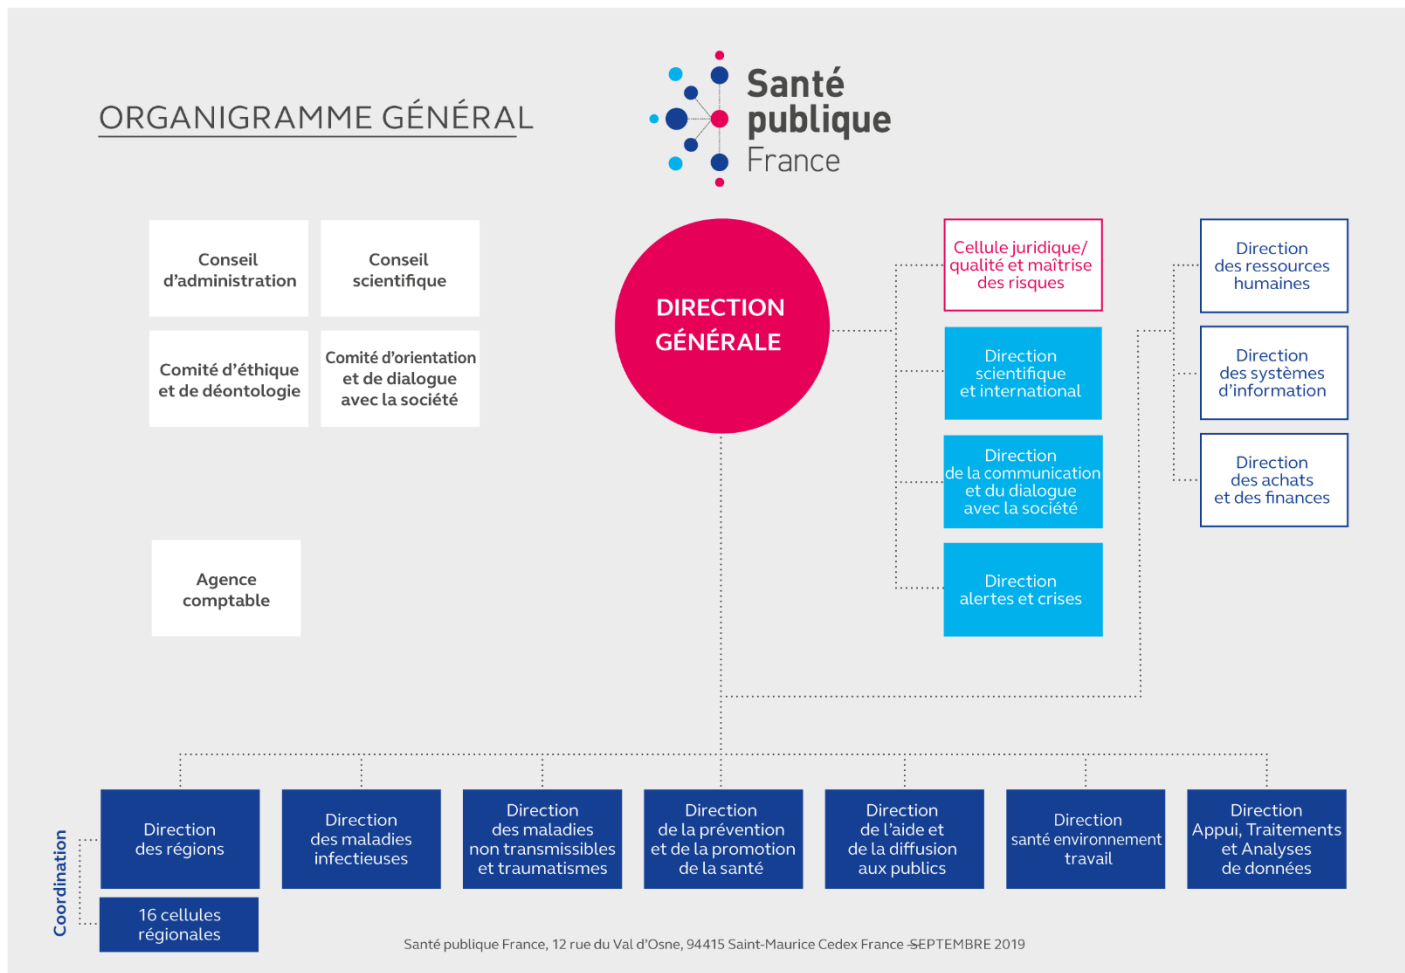 ORGANIGRAMME GÉNÉRAL
Santé
publique
France
Conseil
d'administration
Conseil
scientifique
Comité d'éthique
et de déontologie
Comité d'orientation
et de dialogue
avec la société
Agence
comptable
DIRECTION
GÉNÉRALE
Cellule juridique/
qualité et maîtrise
des risques
Direction
scientifique
et international
Direction
de la communication
et du dialogue
avec la société
Direction
alertes et crises
Direction
des ressources
humaines
Direction
des systèmes
d'information
Direction
des achats
et des finances
Coordination
Direction
des régions
16 cellules
régionales
Direction
des maladies
infectieuses
Direction
des maladies
non transmissibles
et traumatismes
Direction
de la prévention
et de la promotion
de la santé
Direction
de l'aide et
de la diffusion
aux publics
Direction
santé environnement
travail
Direction
Appui, Traitements
et Analyses
de données
Santé publique France, 12 rue du Val d'Osne, 94415 Saint-Maurice Cedex France – SEPTEMBRE 2019